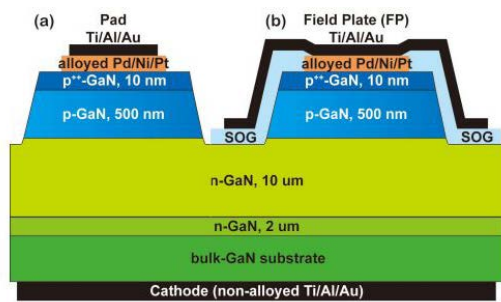 (a)
Pad
Ti/Al/Au
alloyed Pd/Ni/Pt
p⁺⁺-GaN, 10 nm
p-GaN, 500 nm
(b)
Field Plate (FP)
Ti/Al/Au
alloyed Pd/Ni/Pt
p⁺⁺-GaN, 10 nm
p-GaN, 500 nm
SOG
SOG
n-GaN, 10 um
n-GaN, 2 um
bulk-GaN substrate
Cathode (non-alloyed Ti/Al/Au)